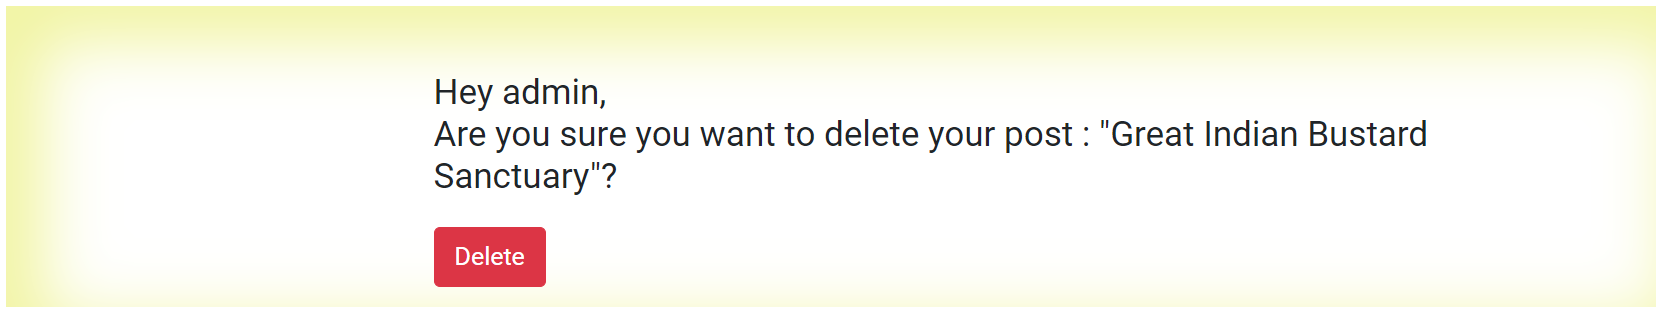 Hey admin,
Are you sure you want to delete your post : "Great Indian Bustard
Sanctuary"?
Delete